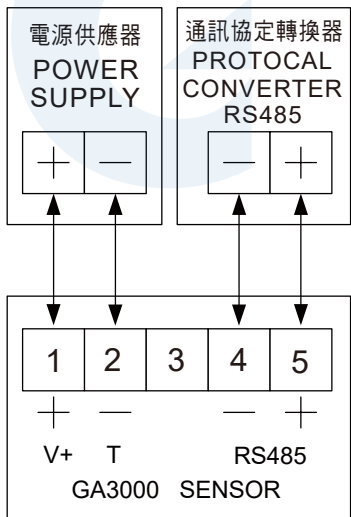 電源供應器
POWER
SUPPLY
+ —
通訊協定轉換器
PROTOCAL
CONVERTER
RS485
— +
1 2 3 4 5
+ — — +
V+ T RS485
GA3000 SENSOR